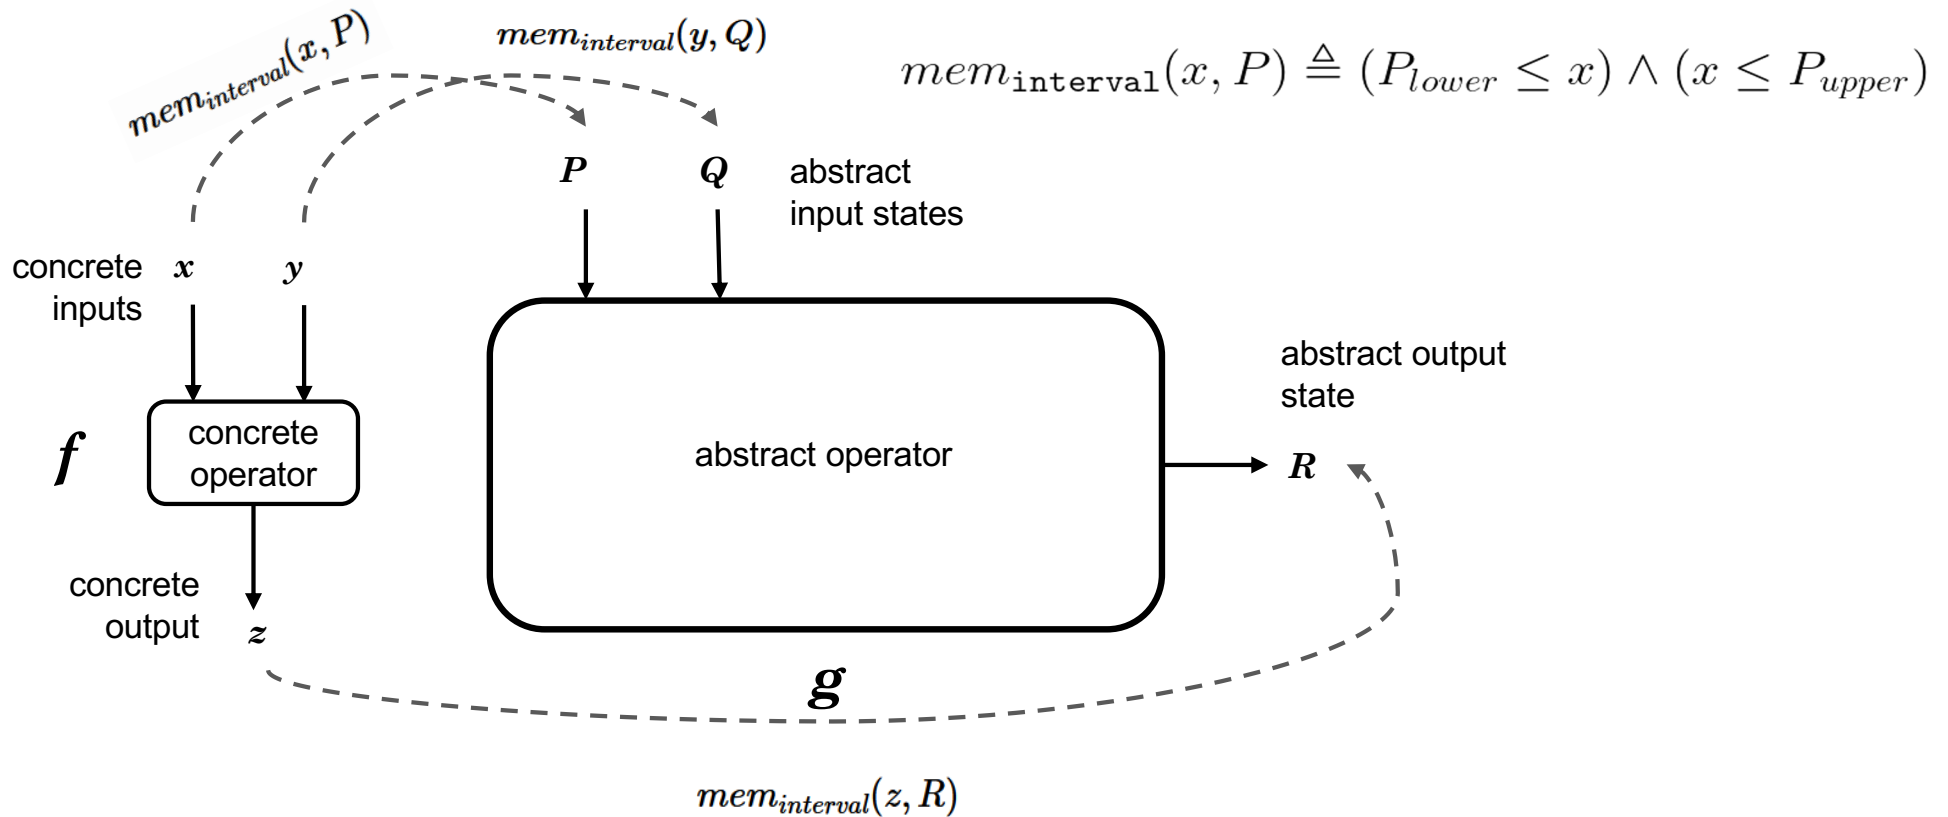 mem_interval(x, P)
mem_interval(y, Q)
mem_interval(x, P) ≜ (P_lower ≤ x) ∧ (x ≤ P_upper)
P
Q
abstract
input states
concrete
inputs
x
y
concrete
operator
f
abstract operator
abstract output
state
R
concrete
output
z
g
mem_interval(z, R)